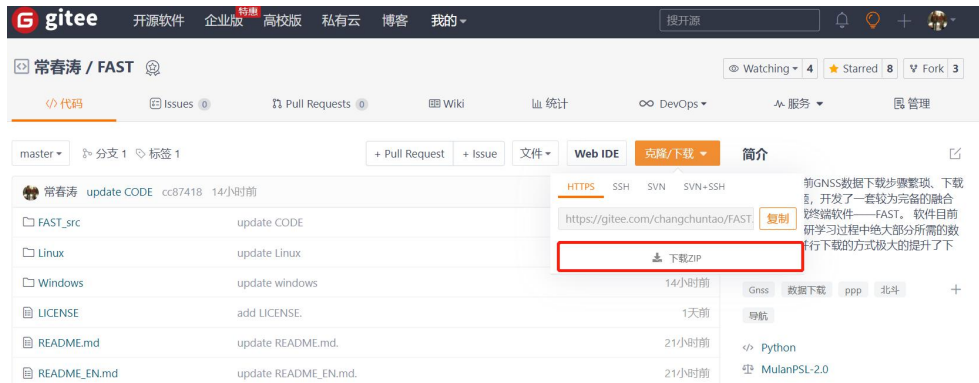 gitee 开源软件 企业版 特惠 高校版 私有云 博客 我的 搜开源
常春涛 / FAST Watching 4 Starred 8 Fork 3
代码 Issues 0 Pull Requests 0 Wiki 统计 DevOps 服务 管理
master 分支 1 标签 1 + Pull Request + Issue 文件 Web IDE 克隆/下载
常春涛 update CODE cc87418 14小时前
FAST_src update CODE
Linux update Linux
Windows update windows 14小时前
LICENSE add LICENSE. 1天前
README.md update README.md. 21小时前
README_EN.md update README_EN.md. 21小时前
HTTPS SSH SVN SVN+SSH
https://gitee.com/changchuntao/FAST. 复制
下载ZIP
简介
前GNSS数据下载步骤繁琐、下载
，开发了一套较为完备的融合
终端软件——FAST。 软件目前
研学习过程中绝大部分所需的数
行下载的方式极大的提升了下
Gnss 数据下载 ppp 北斗
导航
Python
MulanPSL-2.0